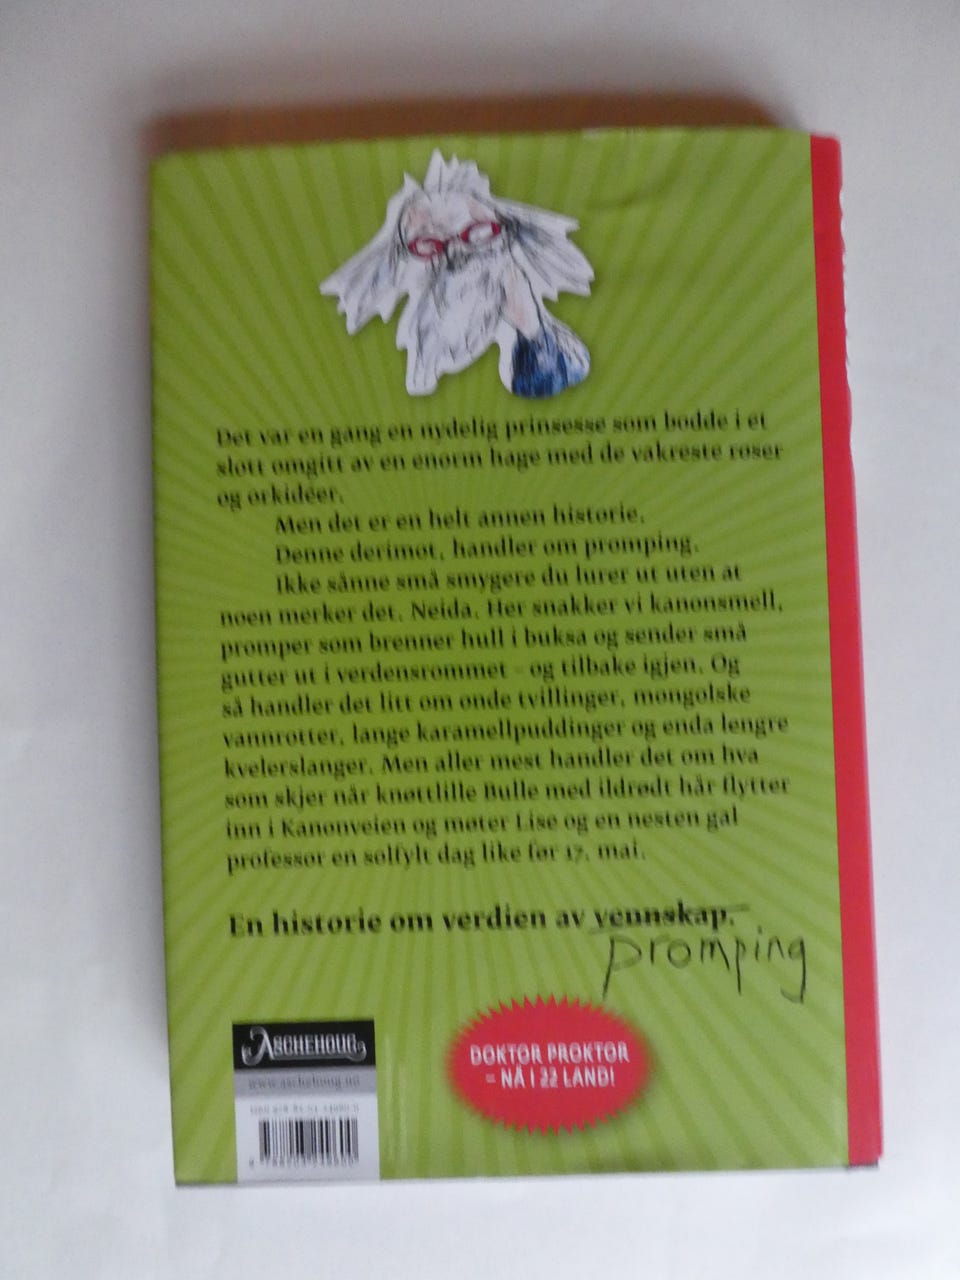 Det var en gang en nydelig prinsesse som bodde i et
slott omgitt av en enorm hage med de vakreste roser
og orkidéer.
Men det er en helt annen historie.
Denne derimot, handler om promping.
Ikke sånne små smygere du lurer ut uten at
noen merker det. Neida. Her snakker vi kanonsmell,
promper som brenner hull i buksa og sender små
gutter ut i verdensrommet – og tilbake igjen. Og
så handler det litt om onde tvillinger, mongolske
vannrotter, lange karamellpuddinger og enda lengre
kvelerslanger. Men aller mest handler det om hva
som skjer når knøttlille Bulle med ildrødt hår flytter
inn i Kanonveien og møter Lise og en nesten gal
professor en solfylt dag like før 17. mai.
En historie om verdien av vennskap.
promping
ASCHEHOUG
www.aschehoug.no
DOKTOR PROKTOR
= NÅ I 22 LAND!